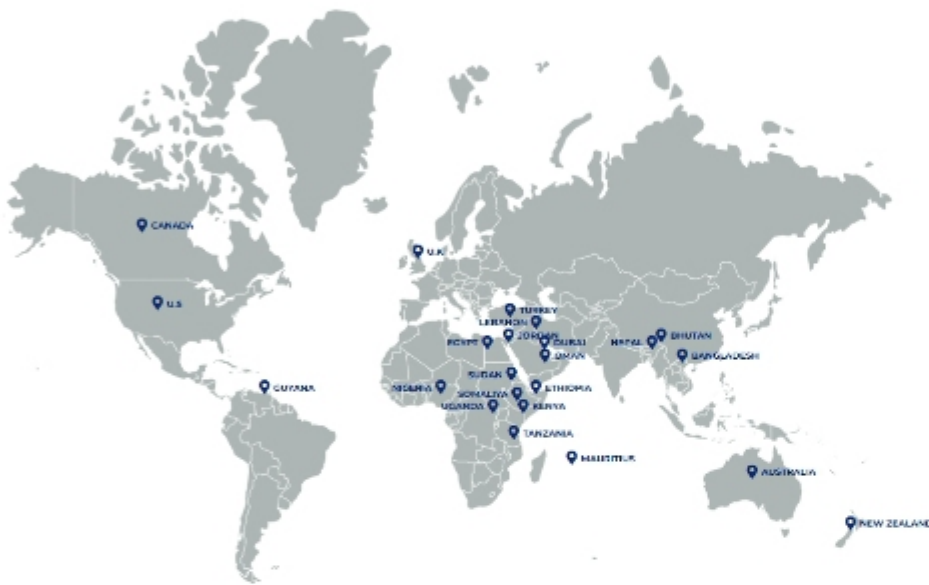 CANADA
U.K
U.S
TURKEY
LEBANON
JORDAN
EGYPT
DUBAI
OMAN
NEPAL
BHUTAN
BANGLADESH
SUDAN
GUYANA
NIGERIA
ETHIOPIA
SOMALIYA
UGANDA
KENYA
TANZANIA
MAURITIUS
AUSTRALIA
NEW ZEALAND